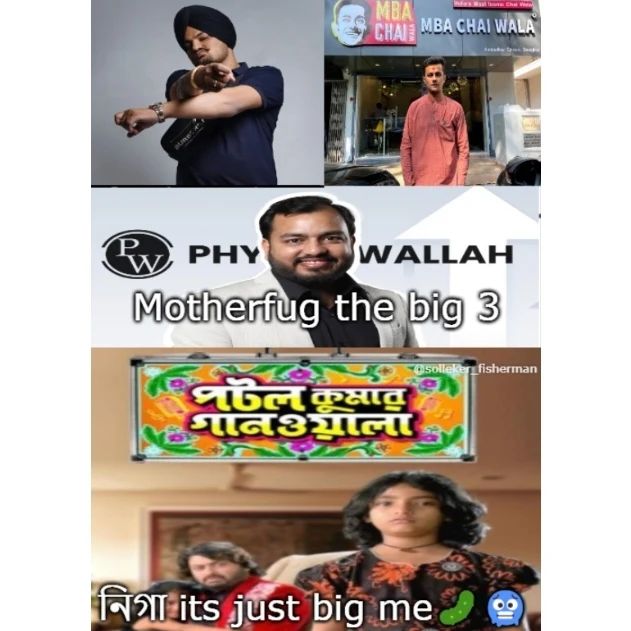 MBA
CHAI
WALA
MBA CHAI WALA
PW
PHY WALLAH
Motherfug the big 3
@solleker_fisherman
পটল কুমার
গানওয়ালা
নিগা its just big me